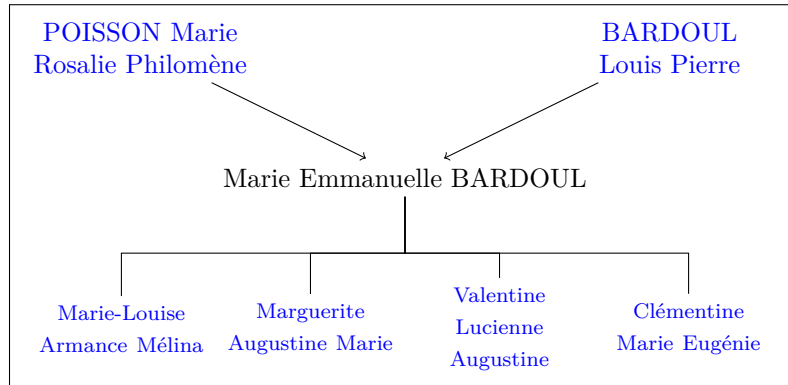 POISSON Marie
Rosalie Philomène
BARDOUL
Louis Pierre
Marie Emmanuelle BARDOUL
Marie-Louise
Armance Mélina
Marguerite
Augustine Marie
Valentine
Lucienne
Augustine
Clémentine
Marie Eugénie